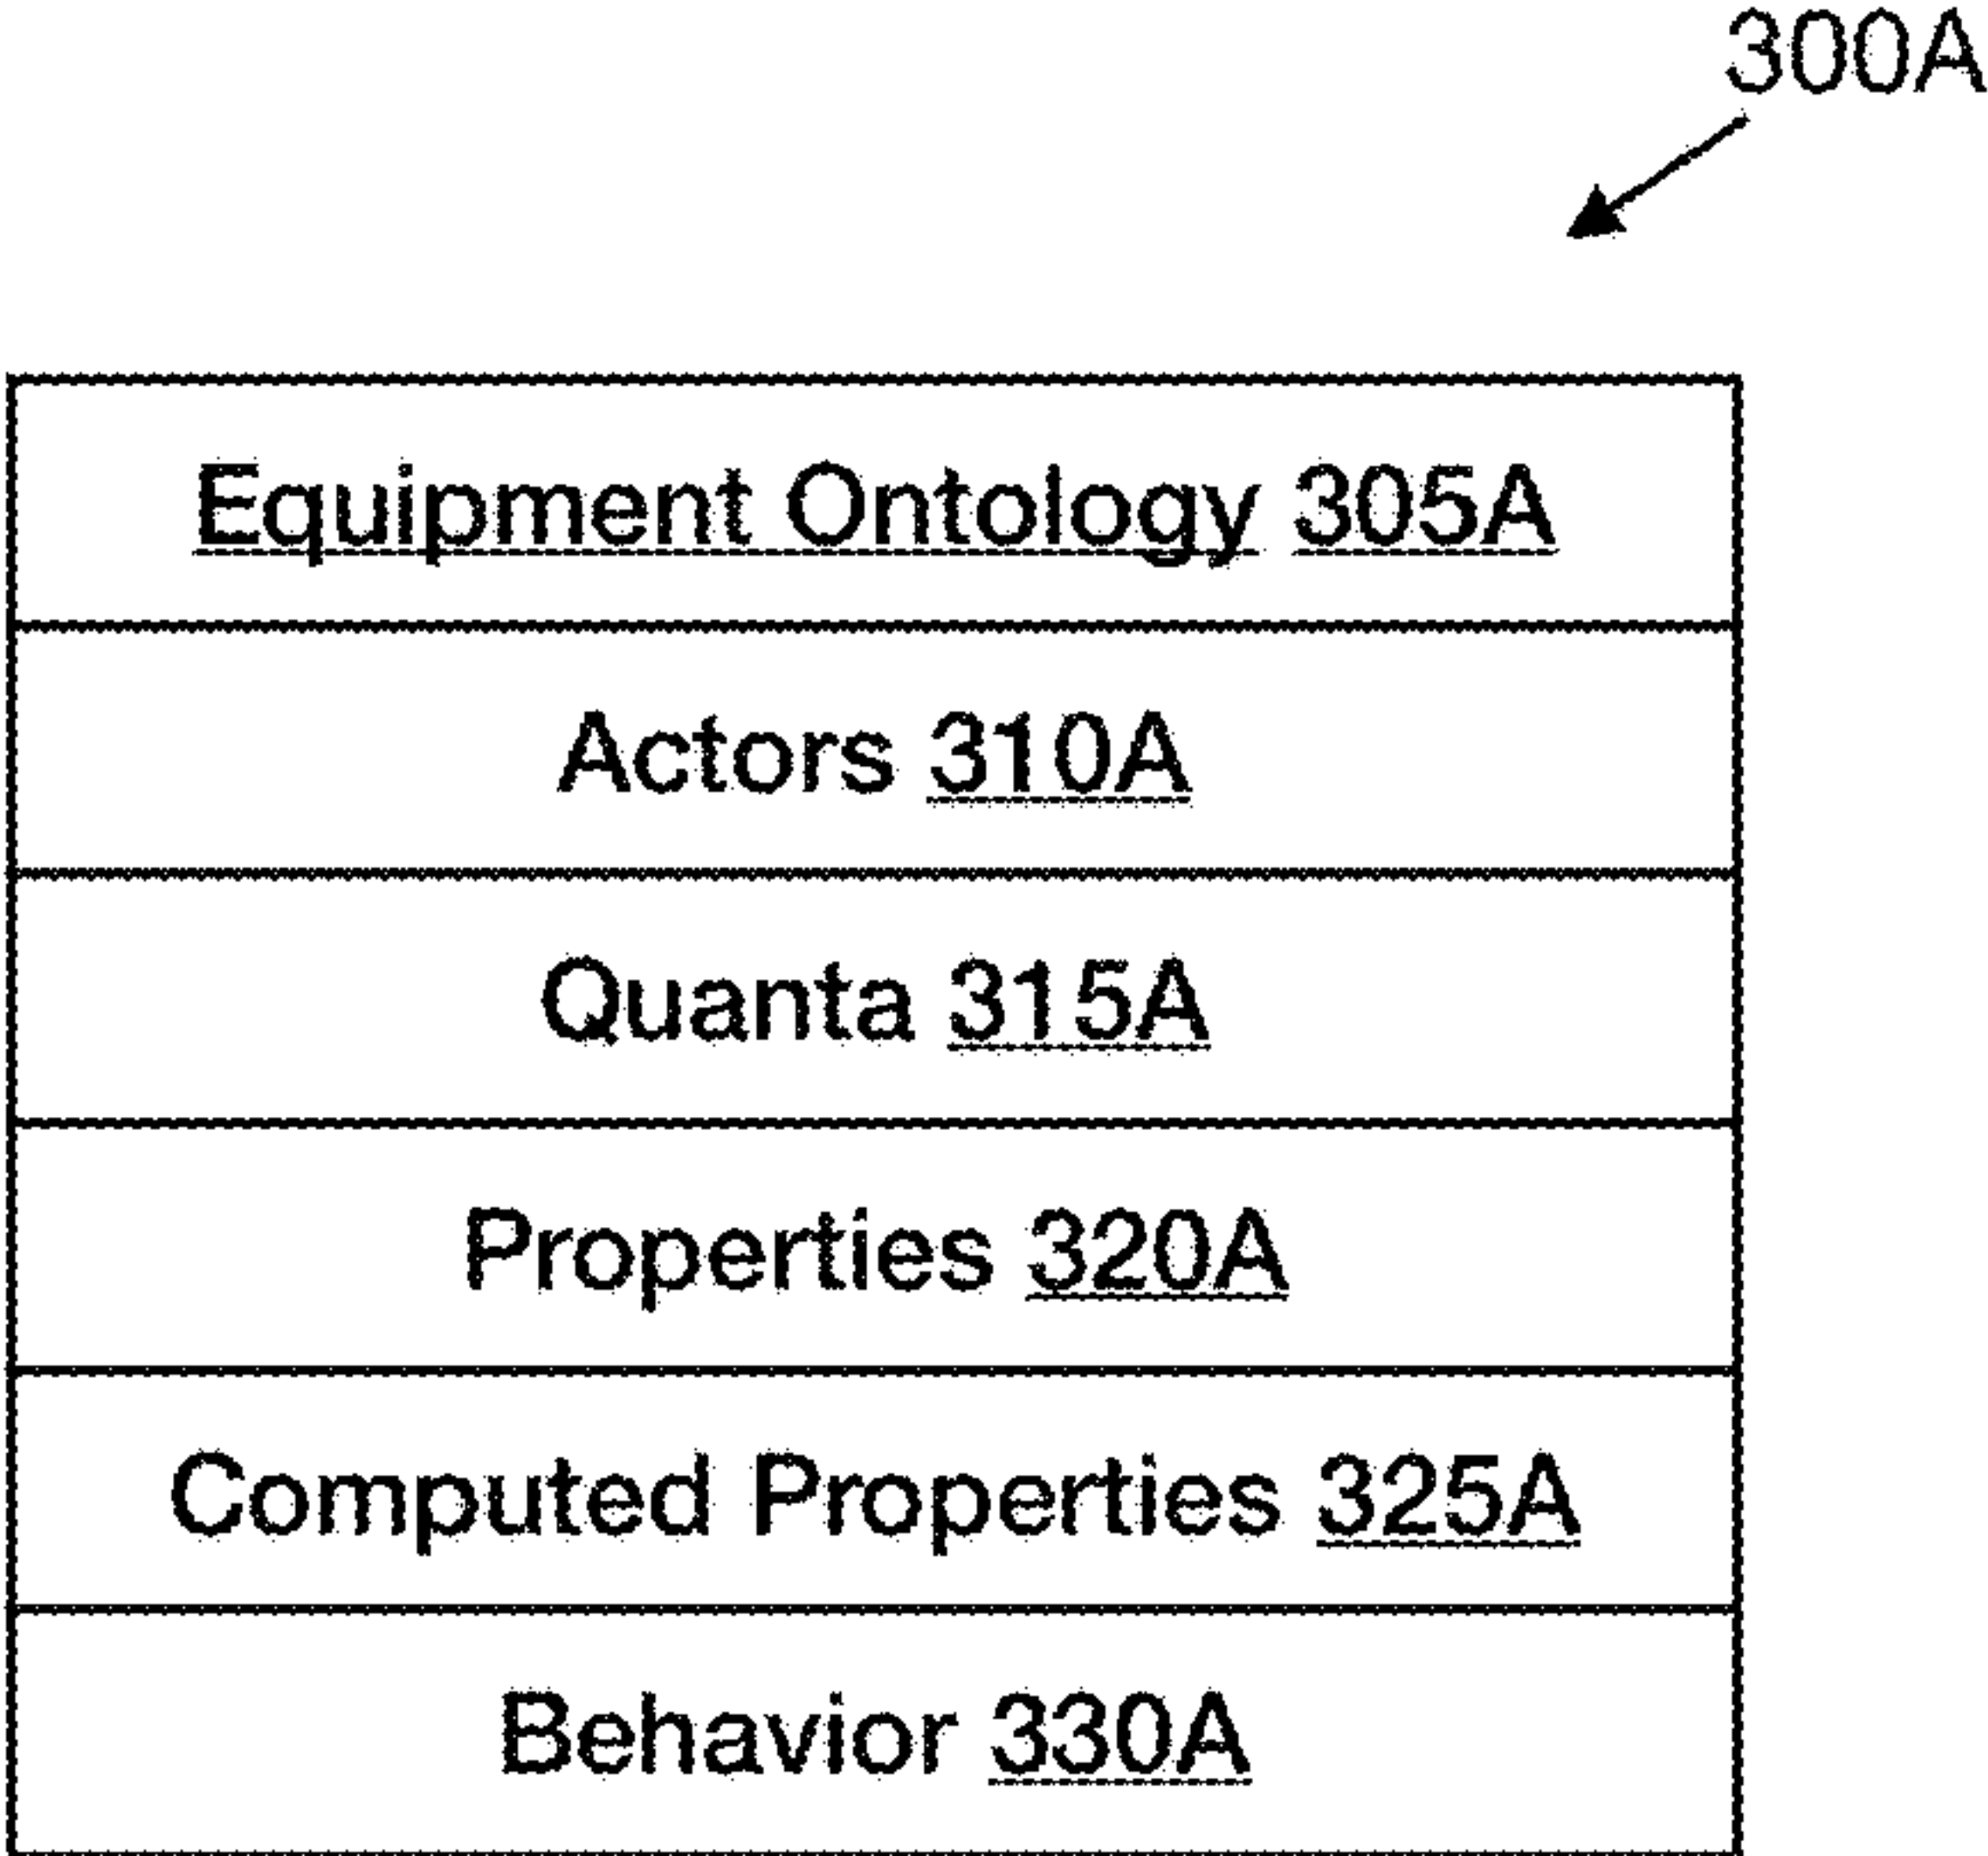 300A
Equipment Ontology 305A
Actors 310A
Quanta 315A
Properties 320A
Computed Properties 325A
Behavior 330A